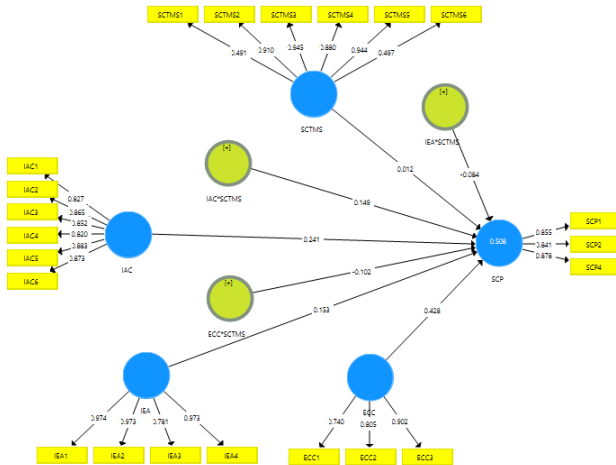 SCTMS1 SCTMS2 SCTMS3 SCTMS4 SCTMS5 SCTMS6
0.491 0.910 0.945 0.880 0.944 0.497
SCTMS
[+]
IEA*SCTMS
[+]
IAC*SCTMS
0.012
-0.084
0.149
IAC1
IAC2
IAC3
IAC4
IAC5
IAC6
0.827
0.865
0.852
0.820
0.883
0.873
IAC
0.241
0.508
SCP
0.855
0.841
0.878
SCP1
SCP2
SCP4
[+]
ECC*SCTMS
-0.102
0.153
0.428
IEA
0.974 0.973 0.781 0.973
IEA1 IEA2 IEA3 IEA4
ECC
0.740 0.805 0.902
ECC1 ECC2 ECC3